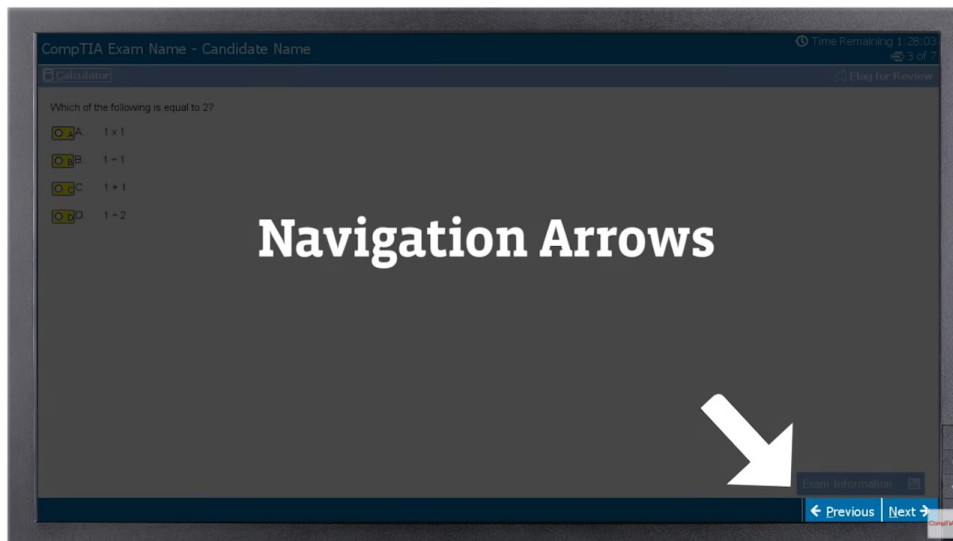 CompTIA Exam Name - Candidate Name
Time Remaining 1:28:03
3 of 7
Calculator
Flag for Review
Which of the following is equal to 2?
A A. 1 x 1
B B. 1 ÷ 1
C C. 1 + 1
D D. 1 ÷ 2
Navigation Arrows
Exam Information
← Previous Next →
CompTIA